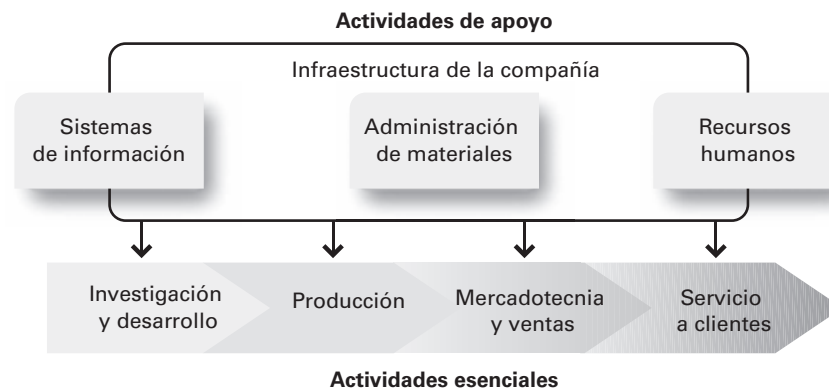 Actividades de apoyo
Infraestructura de la compañía
Sistemas
de información
Administración
de materiales
Recursos
humanos
Investigación
y desarrollo
Producción
Mercadotecnia
y ventas
Servicio
a clientes
Actividades esenciales